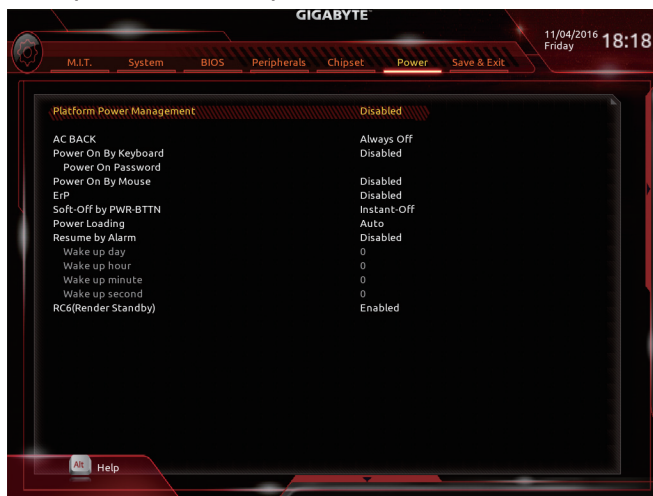 GIGABYTE™
11/04/2016 18:18
Friday
M.I.T. System BIOS Peripherals Chipset Power Save & Exit
Platform Power Management Disabled
AC BACK Always Off
Power On By Keyboard Disabled
Power On Password
Power On By Mouse Disabled
ErP Disabled
Soft-Off by PWR-BTTN Instant-Off
Power Loading Auto
Resume by Alarm Disabled
Wake up day 0
Wake up hour 0
Wake up minute 0
Wake up second 0
RC6(Render Standby) Enabled
Alt Help